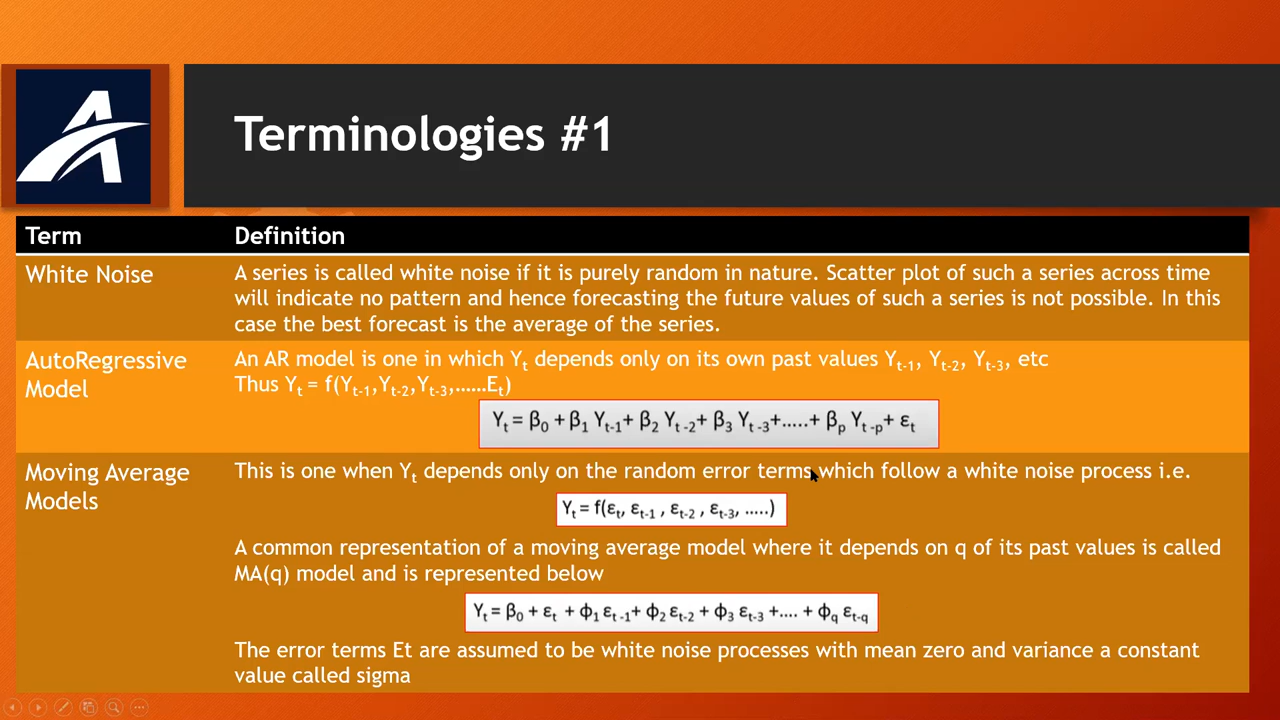 Terminologies #1
Term Definition
White Noise A series is called white noise if it is purely random in nature. Scatter plot of such a series across time
will indicate no pattern and hence forecasting the future values of such a series is not possible. In this
case the best forecast is the average of the series.
AutoRegressive
Model
An AR model is one in which Yₜ depends only on its own past values Yₜ₋₁, Yₜ₋₂, Yₜ₋₃, etc
Thus Yₜ = f(Yₜ₋₁,Yₜ₋₂,Yₜ₋₃,……Eₜ)
Yₜ = β₀ + β₁ Yₜ₋₁+ β₂ Yₜ₋₂+ β₃ Yₜ₋₃+.....+ βₚ Yₜ₋ₚ+ εₜ
Moving Average
Models
This is one when Yₜ depends only on the random error terms which follow a white noise process i.e.
Yₜ = f(εₜ, εₜ₋₁ , εₜ₋₂ , εₜ₋₃, .....)
A common representation of a moving average model where it depends on q of its past values is called
MA(q) model and is represented below
Yₜ = β₀ + εₜ + ϕ₁ εₜ₋₁+ ϕ₂ εₜ₋₂ + ϕ₃ εₜ₋₃ +.... + ϕ_q ε_t-q
The error terms Et are assumed to be white noise processes with mean zero and variance a constant
value called sigma